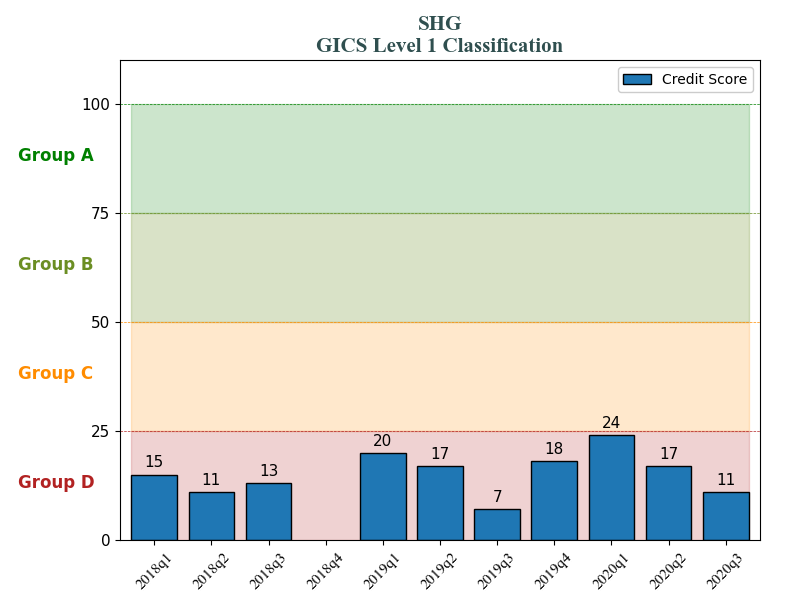 SHG
GICS Level 1 Classification
Credit Score
100
Group A
75
Group B
50
Group C
25
Group D
0
15
11
13
20
17
7
18
24
17
11
2018q1
2018q2
2018q3
2018q4
2019q1
2019q2
2019q3
2019q4
2020q1
2020q2
2020q3